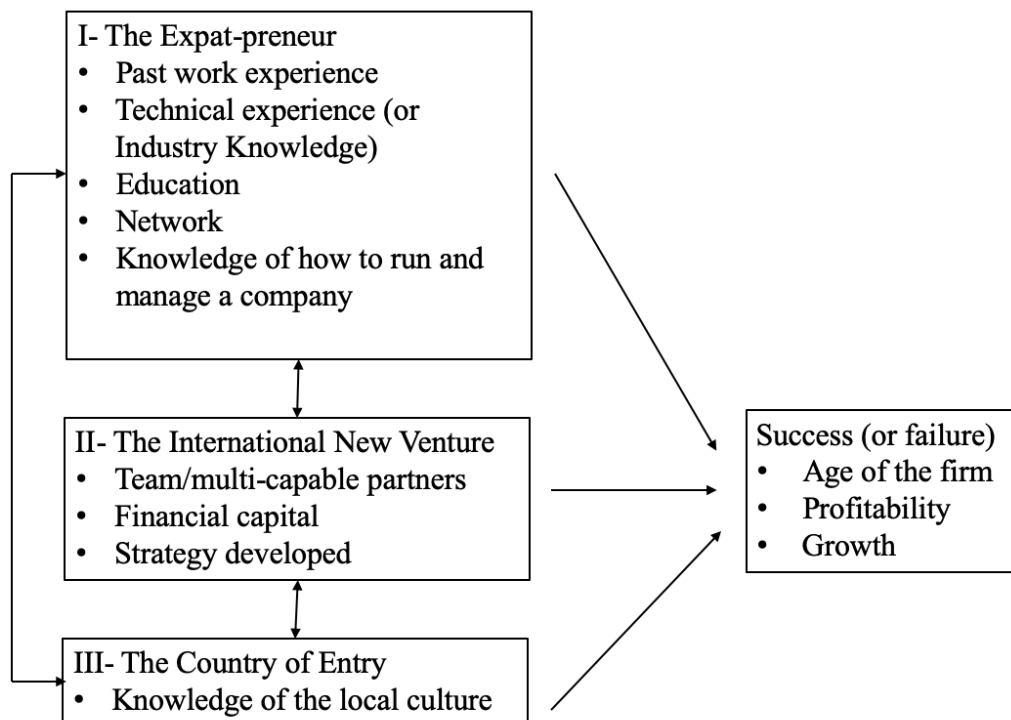 I- The Expat-preneur
• Past work experience
• Technical experience (or
Industry Knowledge)
• Education
• Network
• Knowledge of how to run and
manage a company
II- The International New Venture
• Team/multi-capable partners
• Financial capital
• Strategy developed
III- The Country of Entry
• Knowledge of the local culture
Success (or failure)
• Age of the firm
• Profitability
• Growth